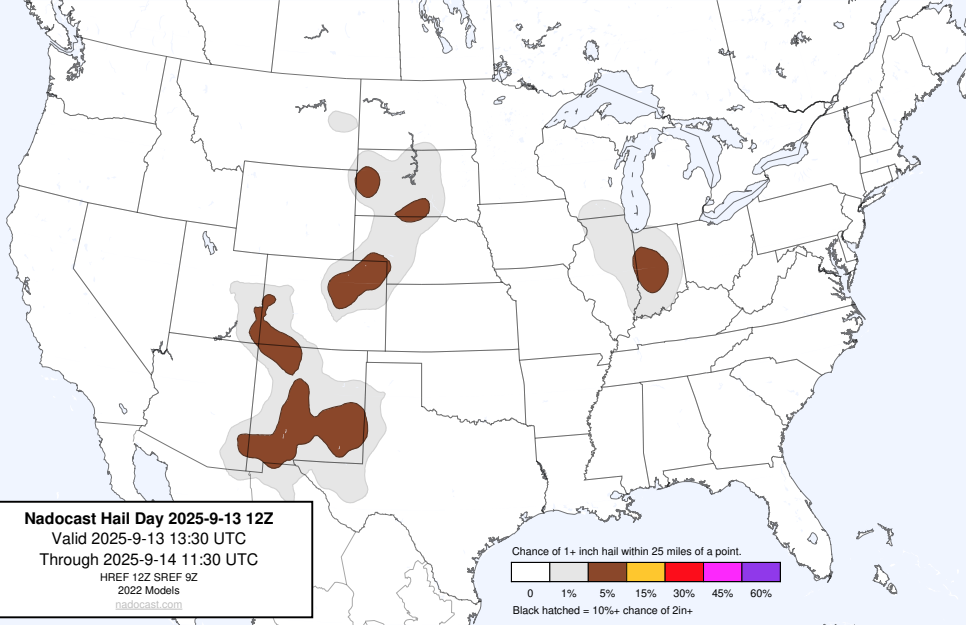 Nadocast Hail Day 2025-9-13 12Z
Valid 2025-9-13 13:30 UTC
Through 2025-9-14 11:30 UTC
HREF 12Z SREF 9Z
2022 Models
nadocast.com
Chance of 1+ inch hail within 25 miles of a point.
0 1% 5% 15% 30% 45% 60%
Black hatched = 10%+ chance of 2in+